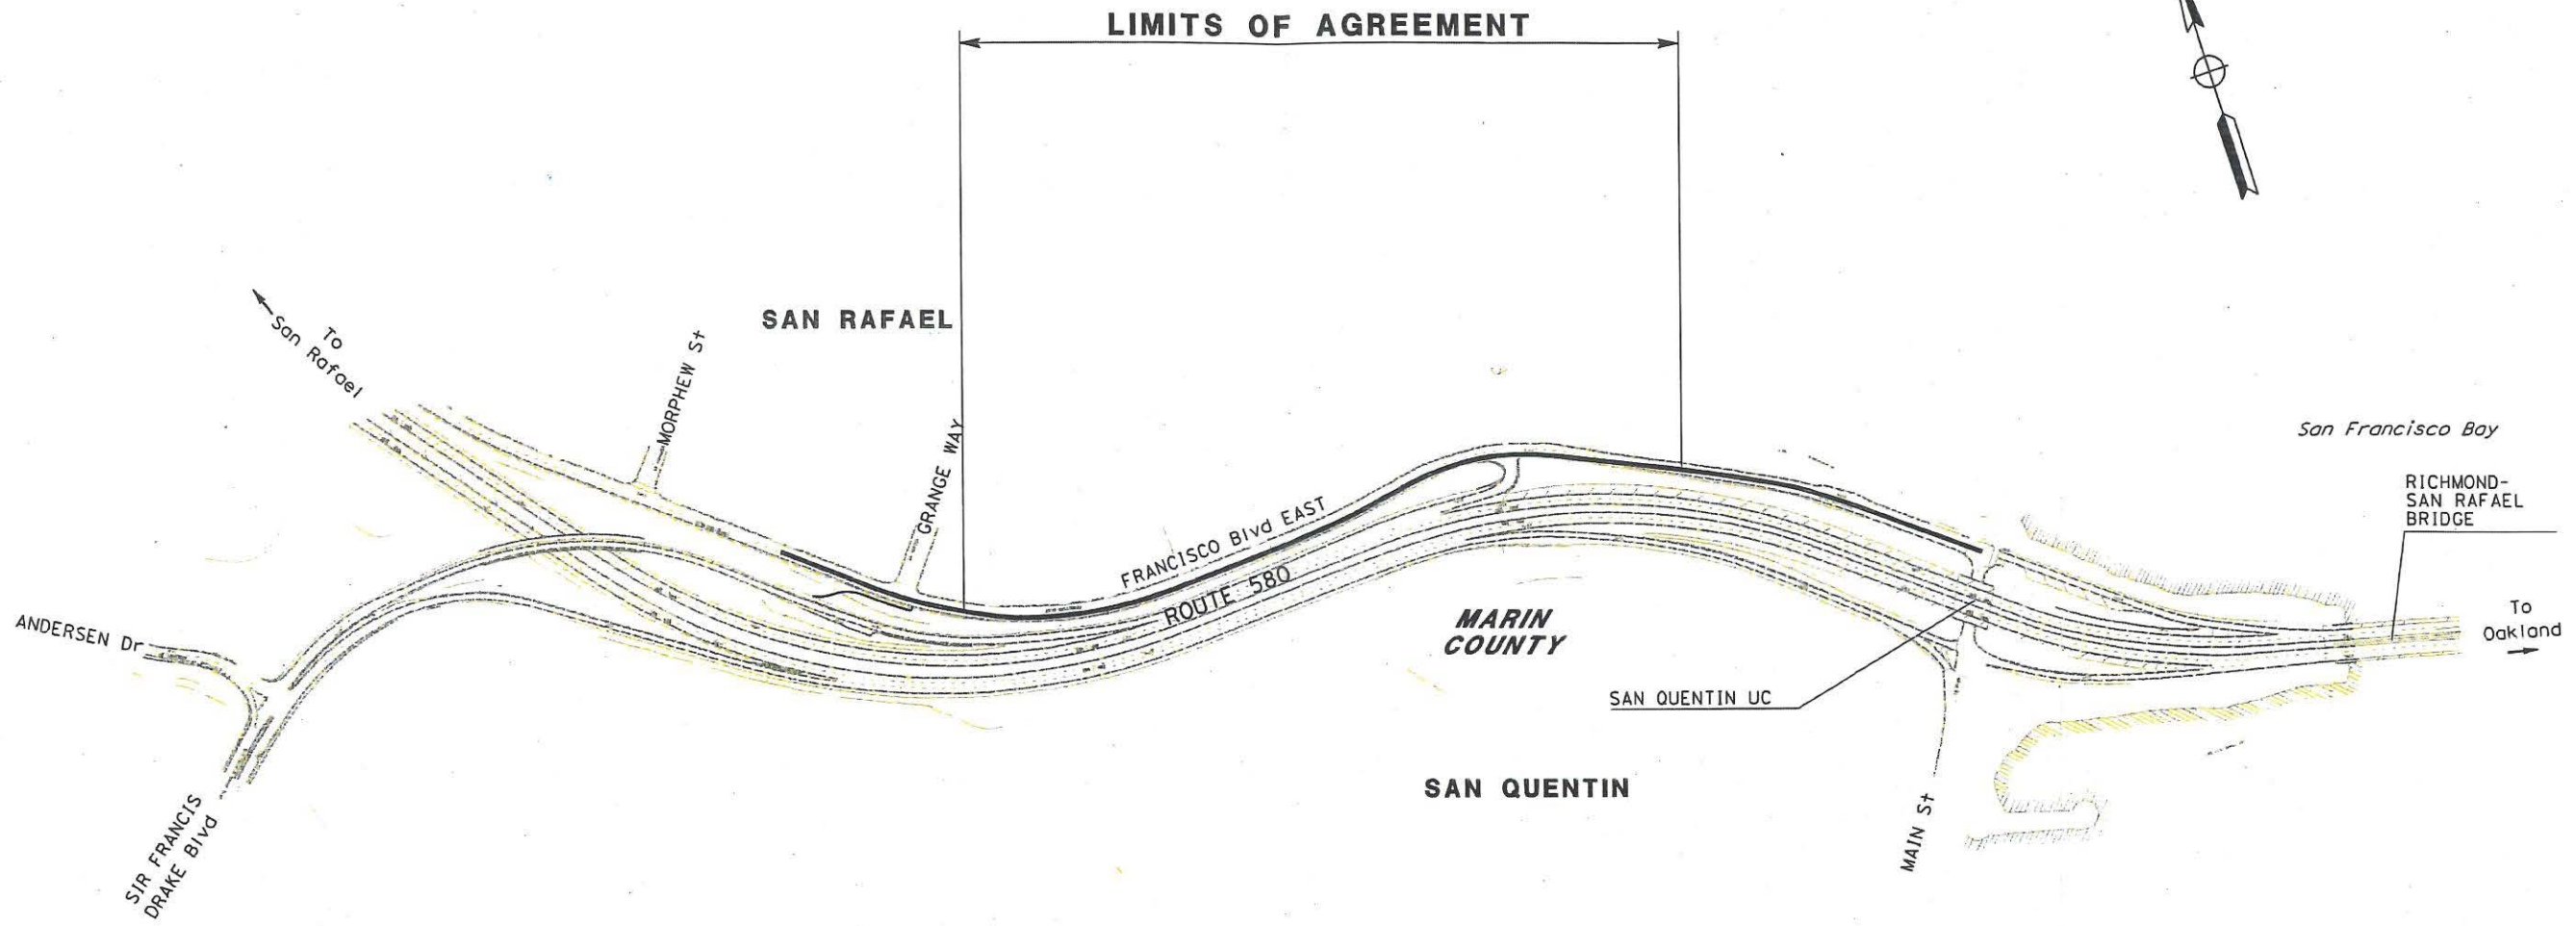 LIMITS OF AGREEMENT
SAN RAFAEL
To
San Rafael
MORPHEW St
GRANGE WAY
San Francisco Bay
RICHMOND-
SAN RAFAEL
BRIDGE
FRANCISCO Blvd EAST
ROUTE 580
MARIN
COUNTY
To
Oakland
ANDERSEN Dr
SAN QUENTIN UC
SAN QUENTIN
MAIN St
SIR FRANCIS
DRAKE Blvd